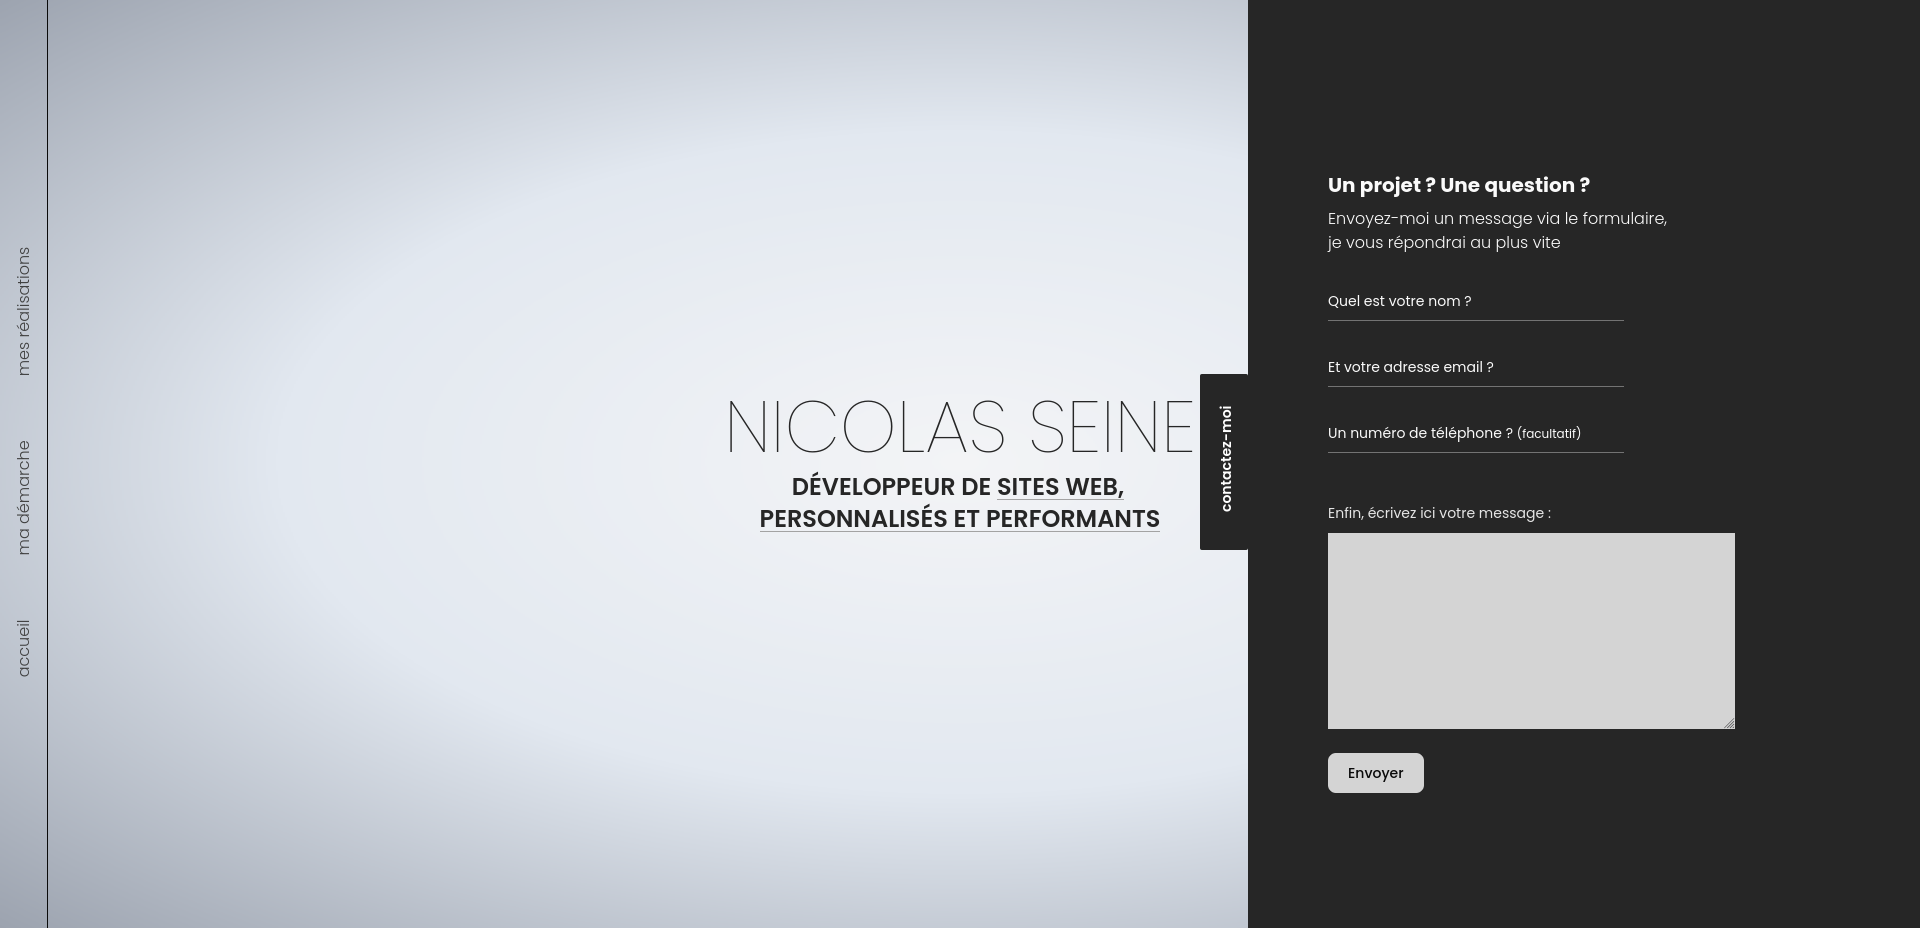 mes réalisations
ma démarche
accueil
NICOLAS SEINE
DÉVELOPPEUR DE SITES WEB,
PERSONNALISÉS ET PERFORMANTS
contactez-moi
Un projet ? Une question ?
Envoyez-moi un message via le formulaire,
je vous répondrai au plus vite
Quel est votre nom ?
Et votre adresse email ?
Un numéro de téléphone ? (facultatif)
Enfin, écrivez ici votre message :
Envoyer